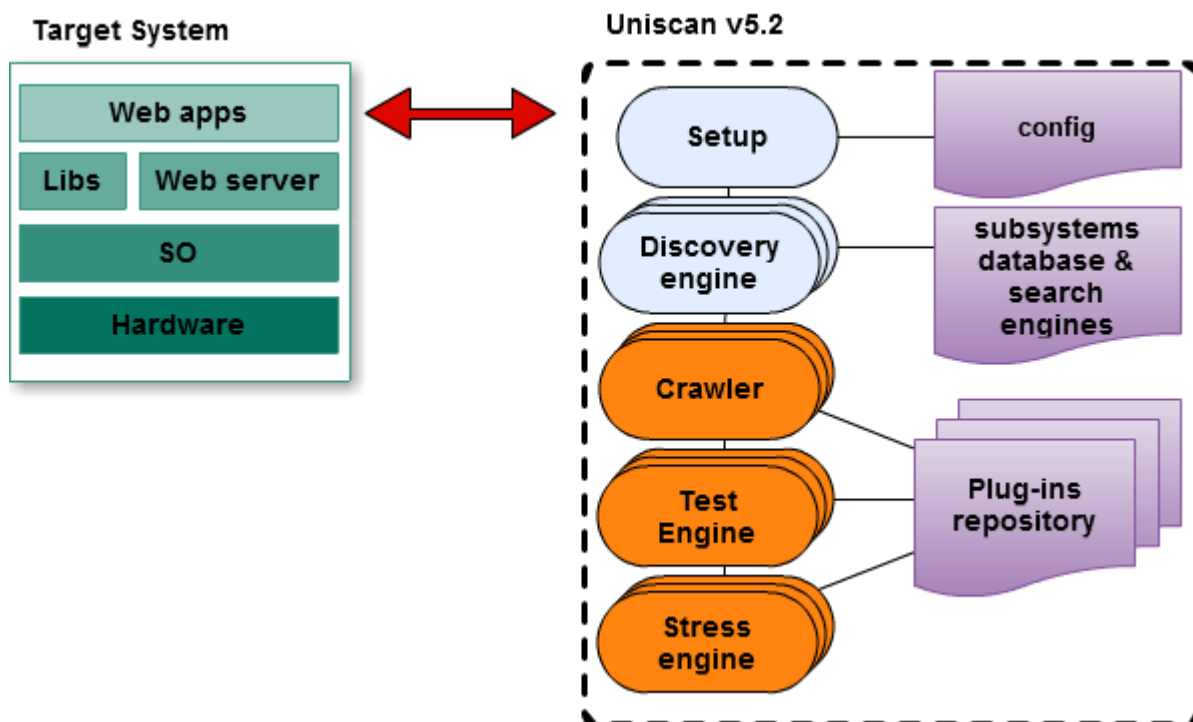 Target System
Web apps
Libs
Web server
SO
Hardware
Uniscan v5.2
Setup
config
Discovery
engine
subsystems
database &
search
engines
Crawler
Test
Engine
Plug-ins
repository
Stress
engine